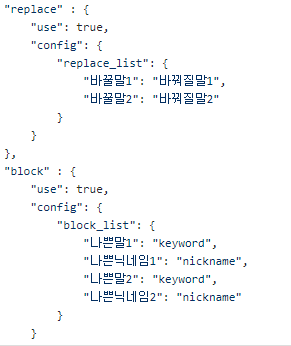 "replace" : {
"use": true,
"config": {
"replace_list": {
"바꿀말1": "바꿔질말1",
"바꿀말2": "바꿔질말2"
}
}
},
"block" : {
"use": true,
"config": {
"block_list": {
"나쁜말1": "keyword",
"나쁜닉네임1": "nickname",
"나쁜말2": "keyword",
"나쁜닉네임2": "nickname"
}
}